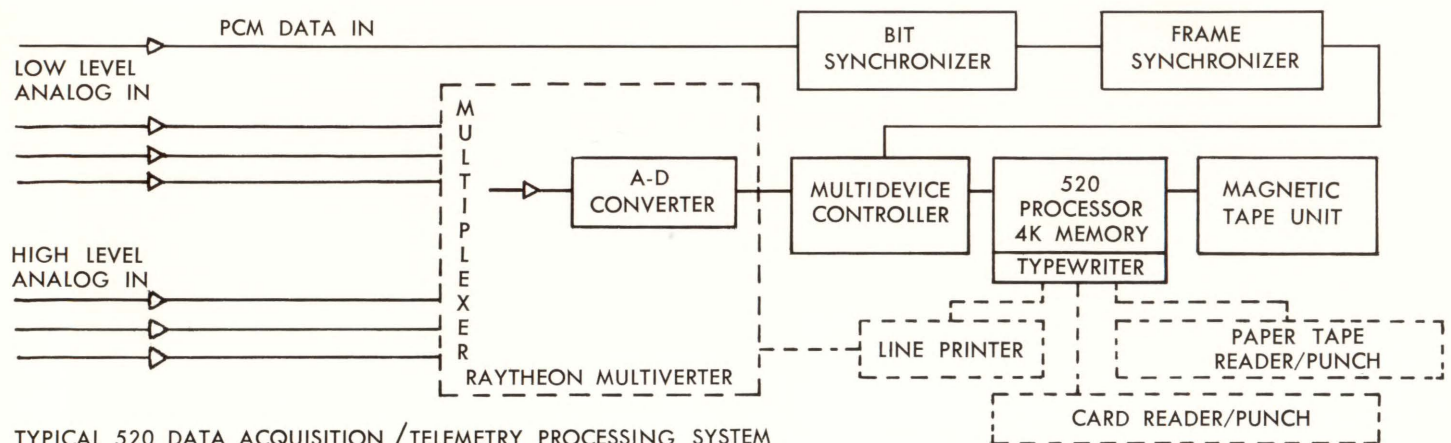 PCM DATA IN
BIT
SYNCHRONIZER
FRAME
SYNCHRONIZER
LOW LEVEL
ANALOG IN
MULTIPLEXER
A-D
CONVERTER
MULTIDEVICE
CONTROLLER
520
PROCESSOR
4K MEMORY
TYPEWRITER
MAGNETIC
TAPE UNIT
HIGH LEVEL
ANALOG IN
RAYTHEON MULTIVERTER
LINE PRINTER
PAPER TAPE
READER/PUNCH
CARD READER/PUNCH
TYPICAL 520 DATA ACQUISITION / TELEMETRY PROCESSING SYSTEM